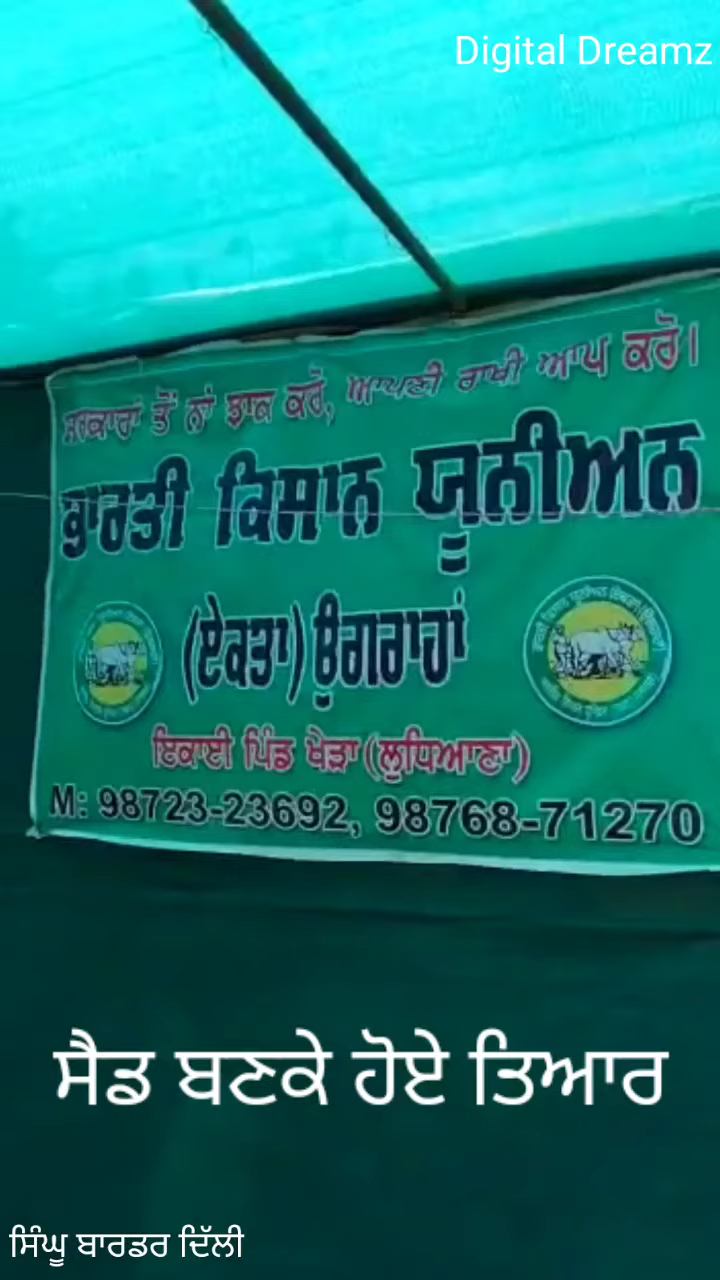 Digital Dreamz
ਸਰਕਾਰਾਂ ਤੋਂ ਨਾਂ ਝਾਕ ਕਰੋ, ਆਪਣੀ ਰਾਖੀ ਆਪ ਕਰੋ।
ਭਾਰਤੀ ਕਿਸਾਨ ਯੂਨੀਅਨ
(ਏਕਤਾ) ਉਗਰਾਹਾਂ
ਇਕਾਈ ਪਿੰਡ ਖੇੜਾ (ਲੁਧਿਆਣਾ)
M: 98723-23692, 98768-71270
ਸੈਡ ਬਣਕੇ ਹੋਏ ਤਿਆਰ
ਸਿੰਘੂ ਬਾਰਡਰ ਦਿੱਲੀ